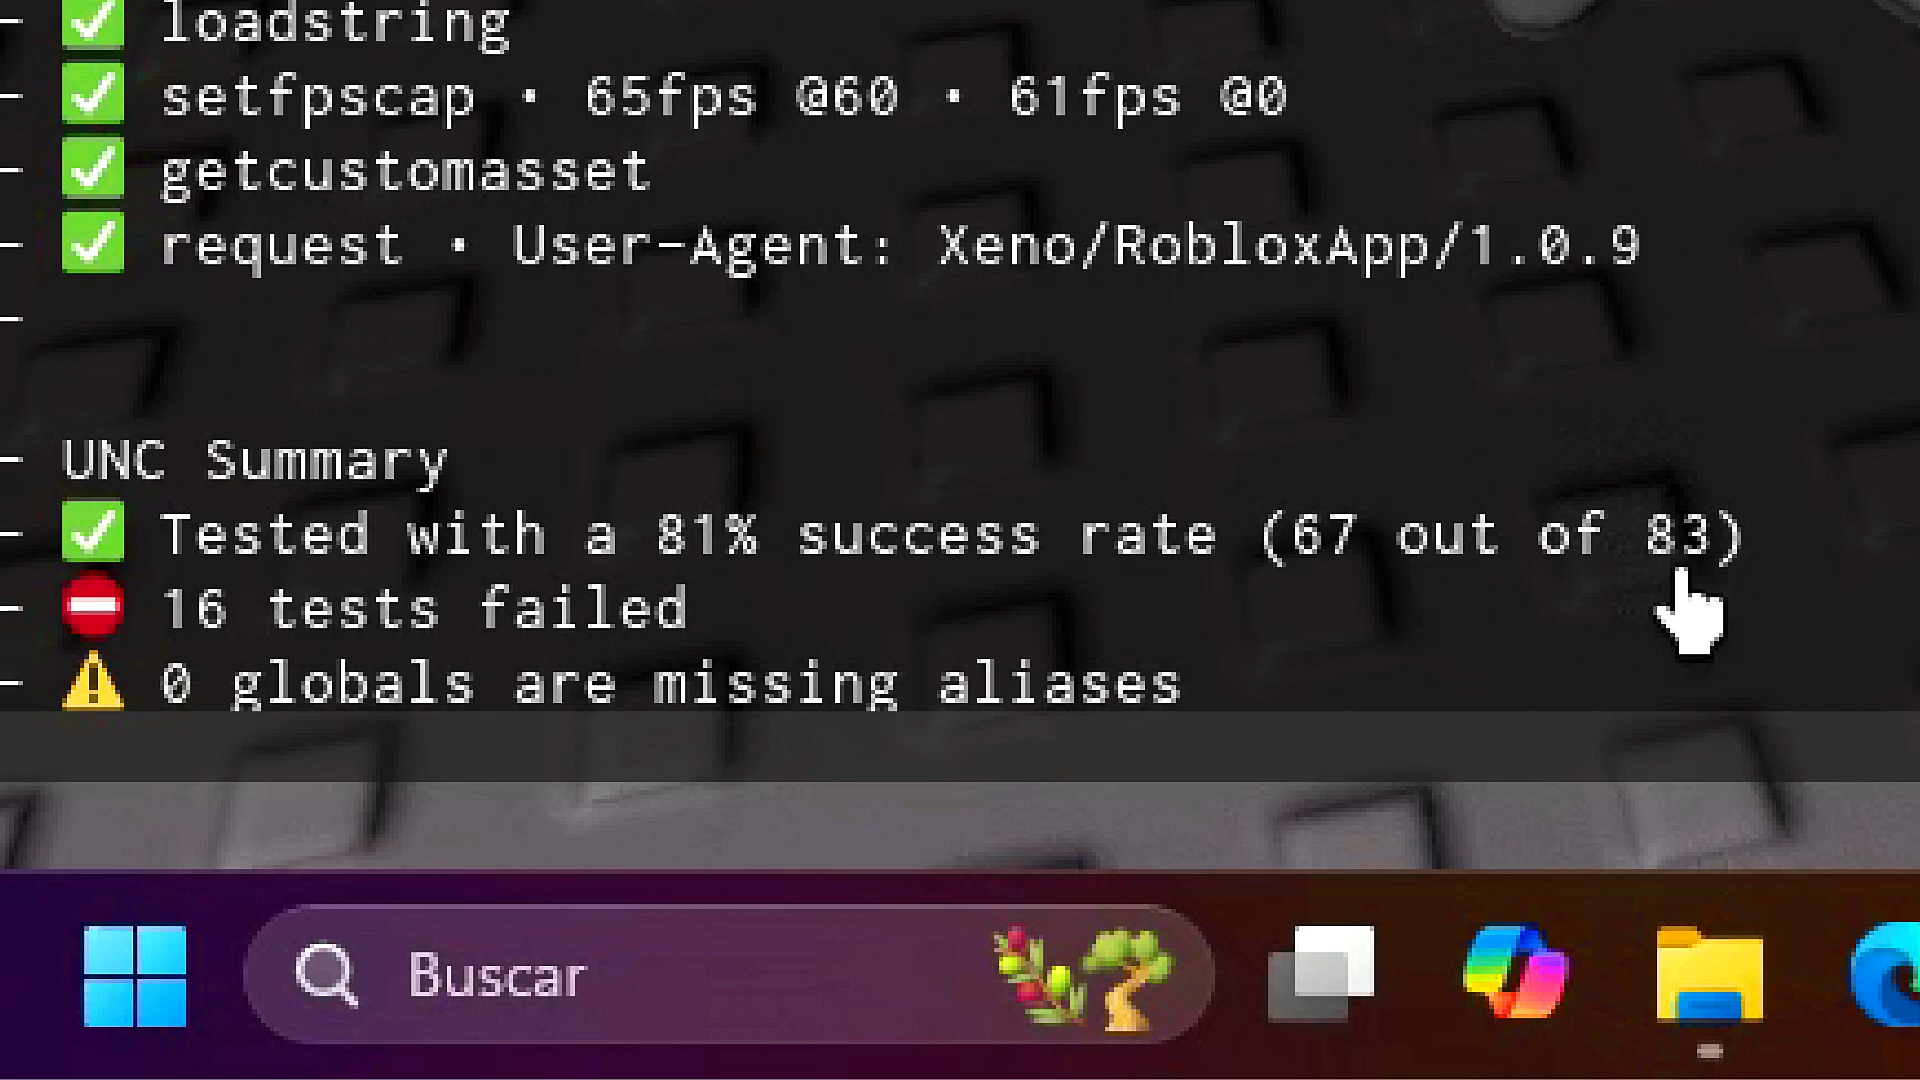 - ✅ loadstring
- ✅ setfpscap • 65fps @60 • 61fps @0
- ✅ getcustomasset
- ✅ request • User-Agent: Xeno/RobloxApp/1.0.9
-
- UNC Summary
- ✅ Tested with a 81% success rate (67 out of 83)
- ⛔ 16 tests failed
- ⚠️ 0 globals are missing aliases
Buscar